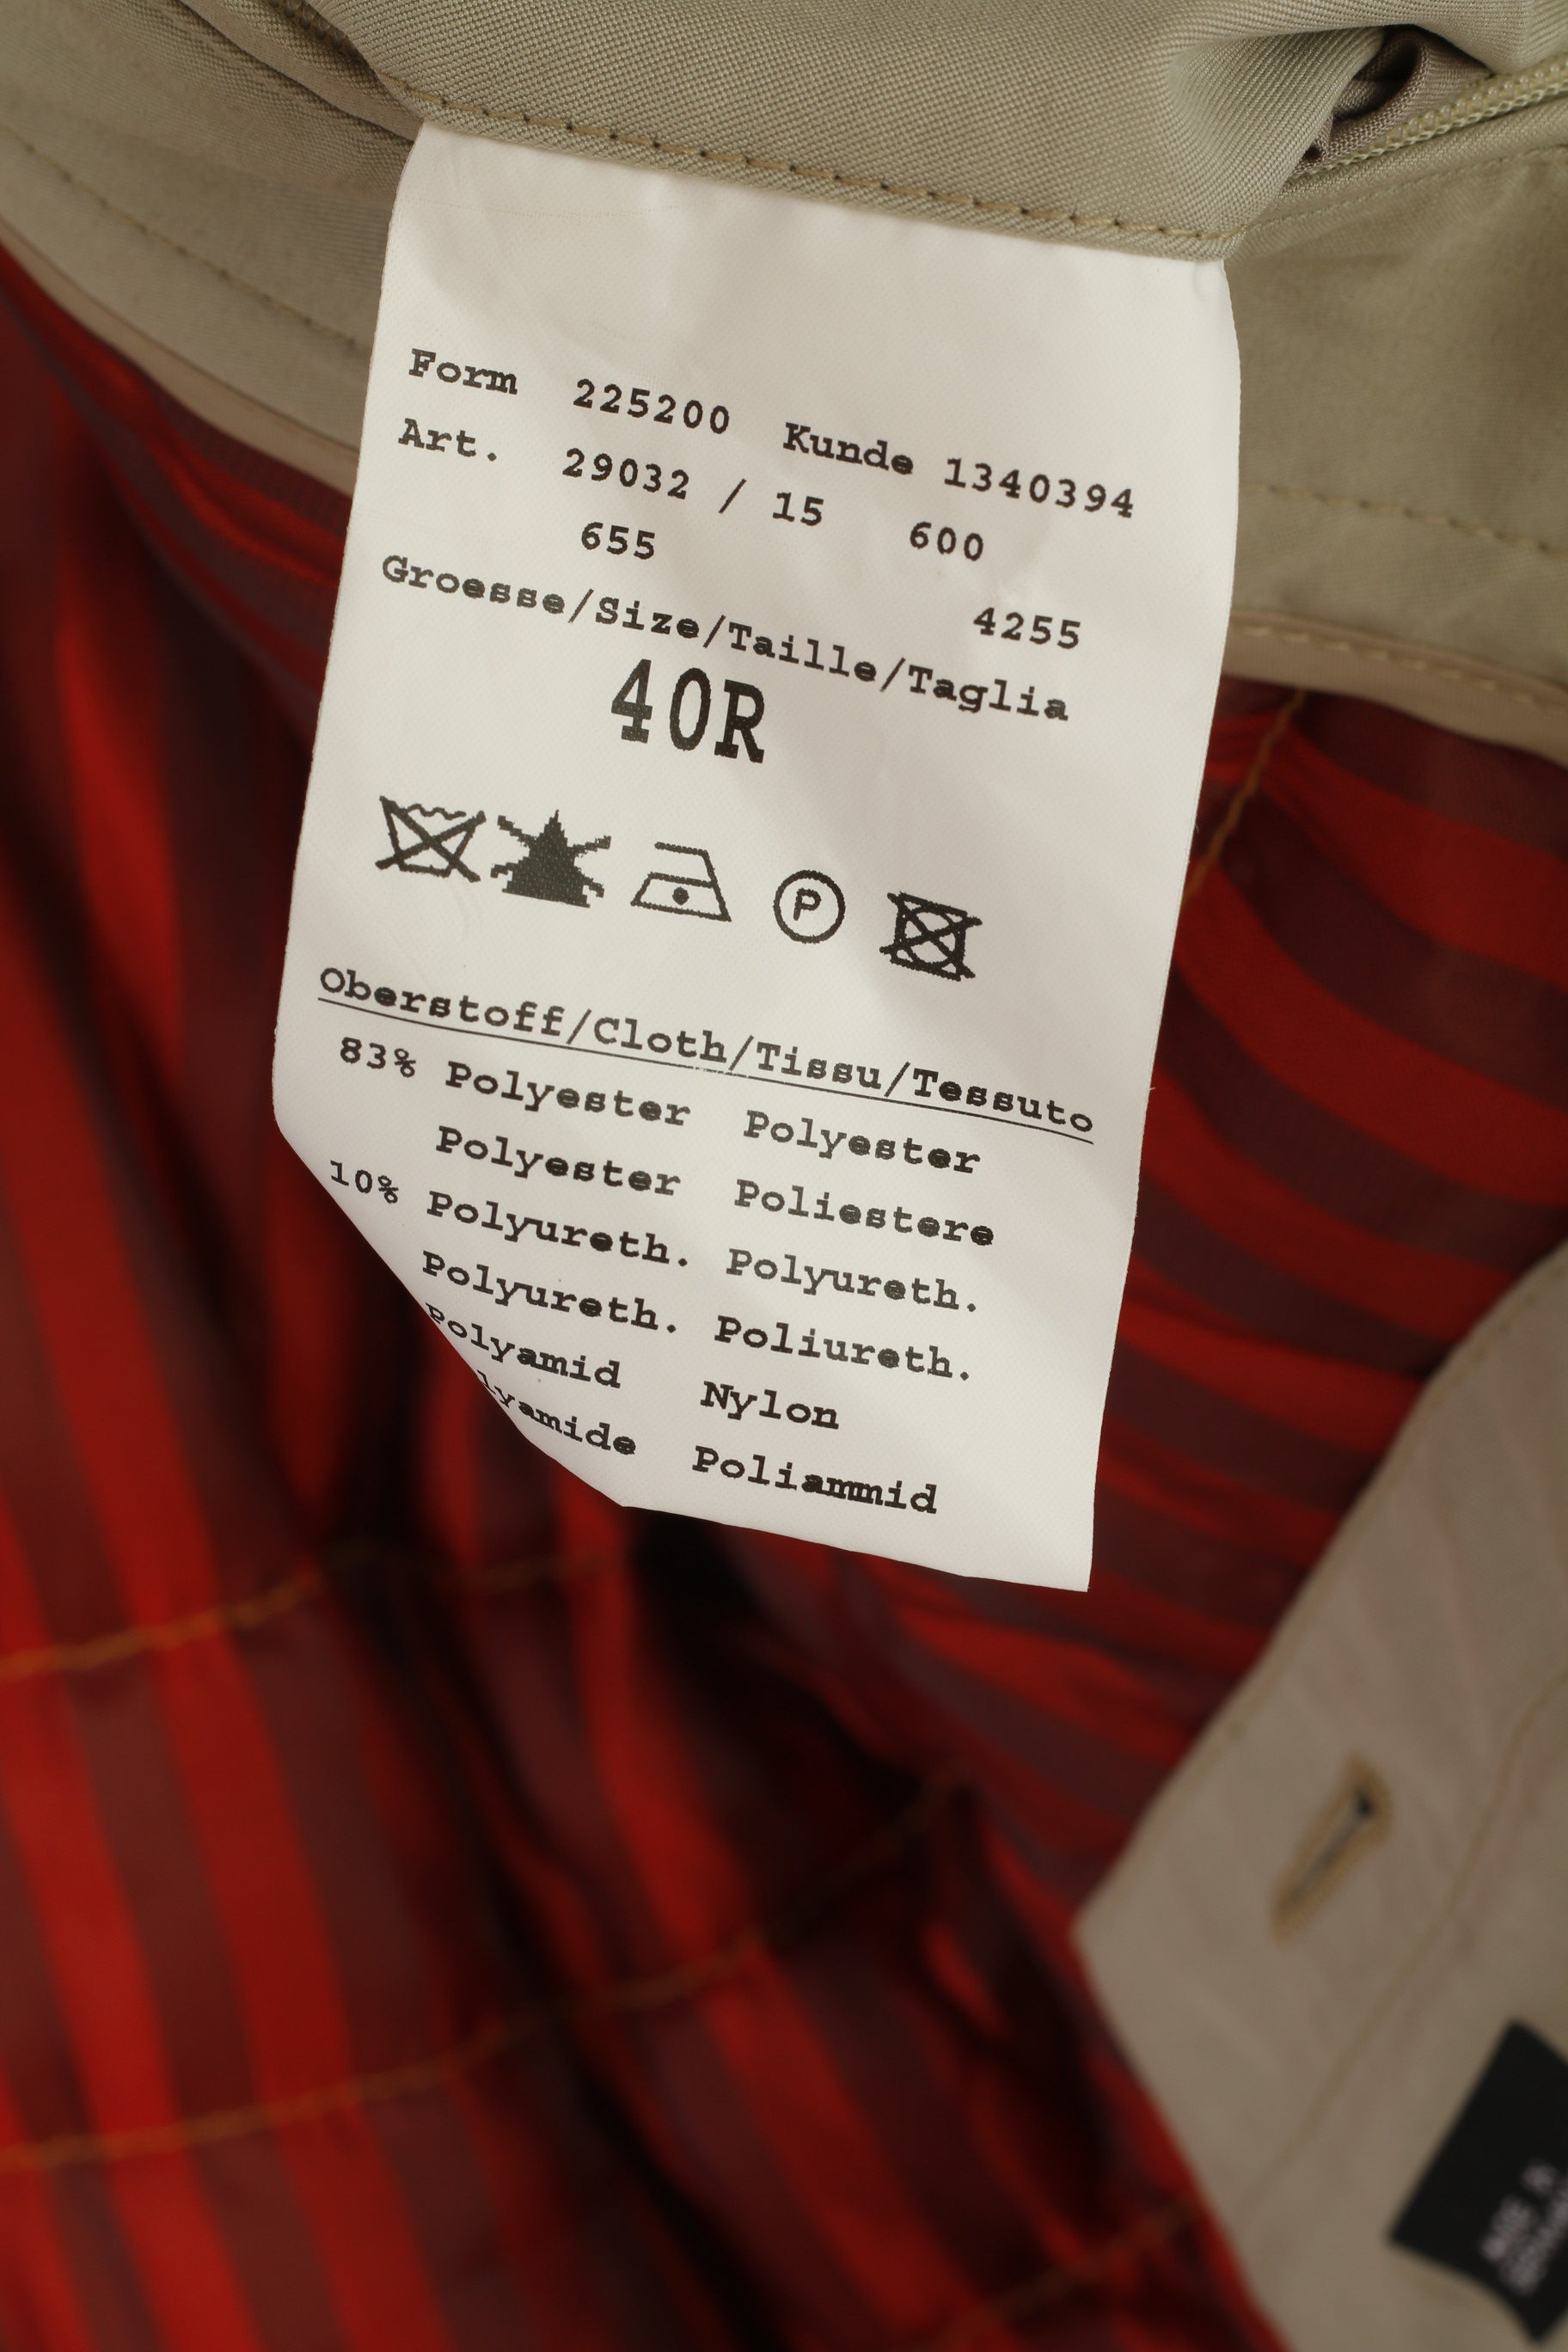 Form 225200 Kunde 1340394
Art. 29032 / 15 600
655 4255
Groesse/Size/Taille/Taglia
40R
P
Oberstoff/Cloth/Tissu/Tessuto
83% Polyester Polyester
Polyester Poliestere
10% Polyureth. Polyureth.
Polyureth. Poliureth.
Polyamid Nylon
lyamide Poliammid